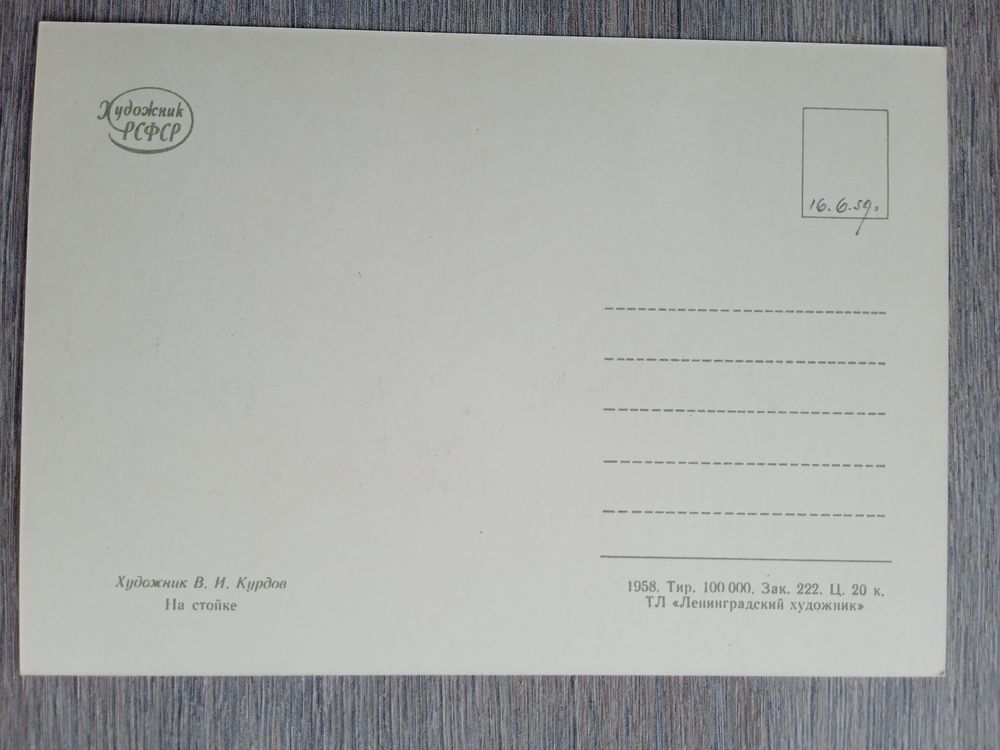 Художник
РСФСР
16.6.59.
Художник В. И. Курдов
На стойке
1958. Тир. 100 000. Зак. 222. Ц. 20 к.
ТЛ «Ленинградский художник»